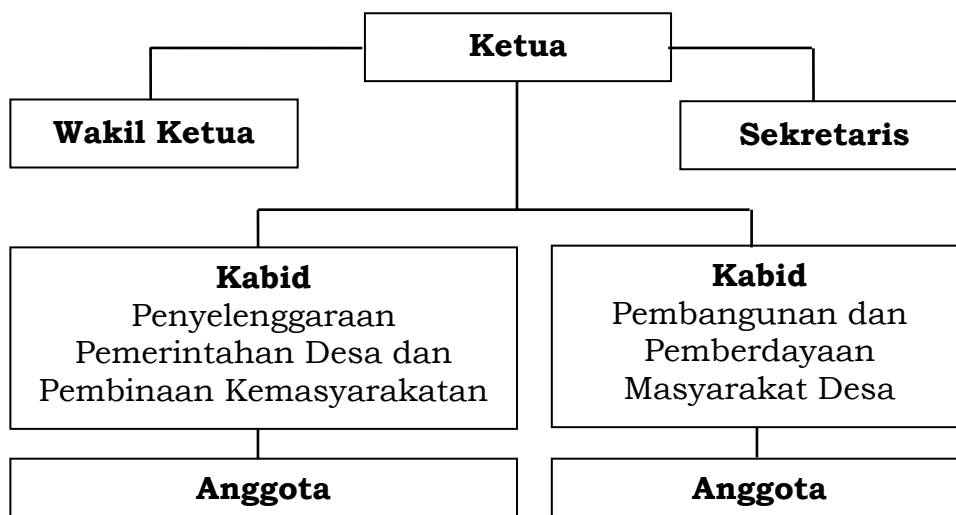 Ketua
Wakil Ketua
Sekretaris
Kabid
Penyelenggaraan
Pemerintahan Desa dan
Pembinaan Kemasyarakatan
Kabid
Pembangunan dan
Pemberdayaan
Masyarakat Desa
Anggota
Anggota